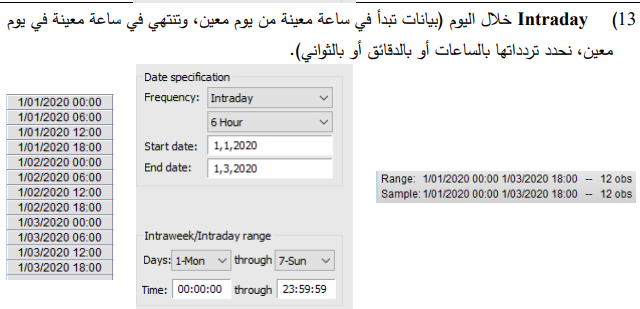 13) Intraday خلال اليوم (بيانات تبدأ في ساعة معينة من يوم معين، وتنتهي في ساعة معينة في يوم
معين، نحدد تردداتها بالساعات أو بالدقائق أو بالثواني).
1/01/2020 00:00
1/01/2020 06:00
1/01/2020 12:00
1/01/2020 18:00
1/02/2020 00:00
1/02/2020 06:00
1/02/2020 12:00
1/02/2020 18:00
1/03/2020 00:00
1/03/2020 06:00
1/03/2020 12:00
1/03/2020 18:00
Date specification
Frequency: Intraday
6 Hour
Start date: 1,1,2020
End date: 1,3,2020
Intraweek/Intraday range
Days: 1-Mon through 7-Sun
Time: 00:00:00 through 23:59:59
Range: 1/01/2020 00:00 1/03/2020 18:00 -- 12 obs
Sample: 1/01/2020 00:00 1/03/2020 18:00 -- 12 obs